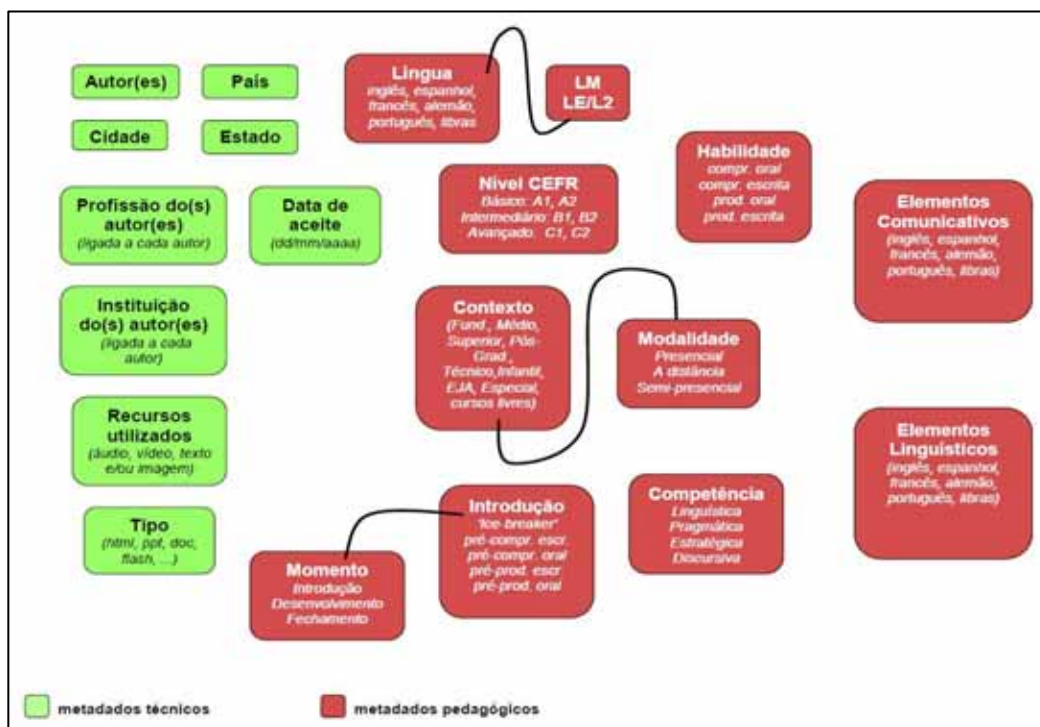 Autor(es)
País
Cidade
Estado
Profissão do(s)
autor(es)
(ligada a cada autor)
Data de
aceite
(dd/mm/aaaa)
Instituição
do(s) autor(es)
(ligada a cada
autor)
Recursos
utilizados
(áudio, vídeo, texto
e/ou imagem)
Tipo
(html, ppt, doc,
flash, ...)
Língua
inglês, espanhol,
francês, alemão,
português, libras
LM
LE/L2
Nível CEFR
Básico: A1, A2
Intermediário: B1, B2
Avançado: C1, C2
Habilidade
compr. oral
compr. escrita
prod. oral
prod. escrita
Contexto
(Fund., Médio,
Superior, Pós-
Grad.,
Técnico,Infantil,
EJA, Especial,
cursos livres)
Modalidade
Presencial
A distância
Semi-presencial
Elementos
Comunicativos
(inglês, espanhol,
francês, alemão,
português, libras)
Elementos
Linguísticos
(inglês, espanhol,
francês, alemão,
português, libras)
Momento
Introdução
Desenvolvimento
Fechamento
Introdução
'Ice-breaker'
pré-compr. escr.
pré-compr. oral
pré-prod. escr
pré-prod. oral
Competência
Linguística
Pragmática
Estratégica
Discursiva
metadados técnicos
metadados pedagógicos